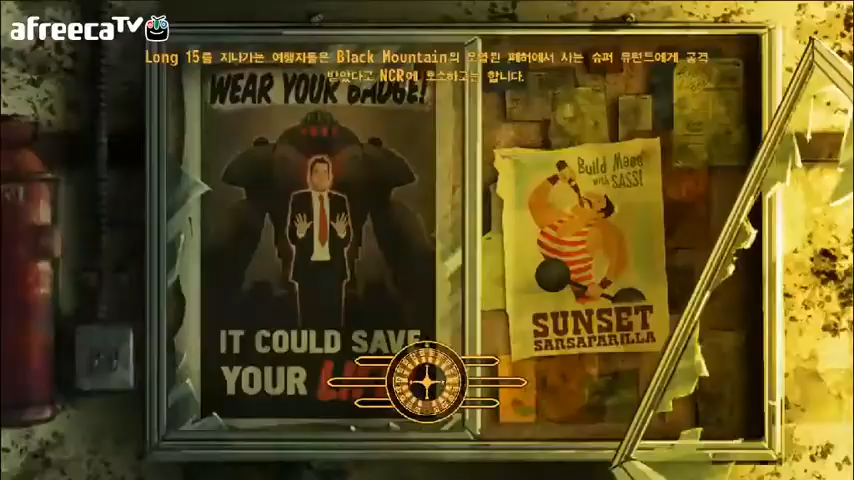 afreecaTV
Long 15를 지나가는 여행자들은 Black Mountain의 오염된 폐허에서 사는 슈퍼 뮤턴트에게 공격
받았다고 NCR에 호소하고는 합니다.
WEAR YOUR BADGE!
IT COULD SAVE
YOUR
Build Mass
with SASS!
SUNSET
SARSAPARILLA